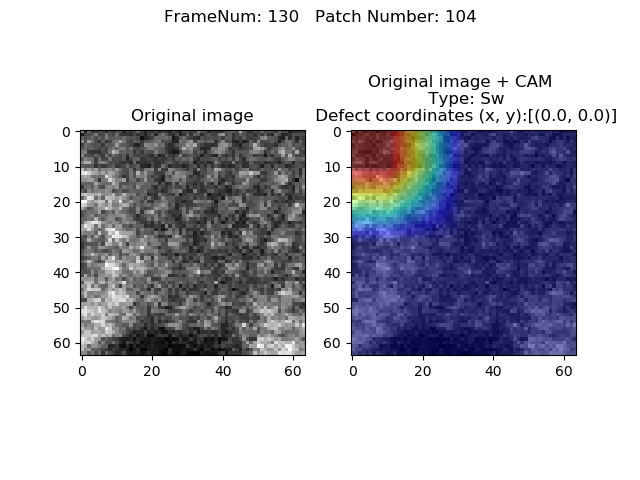 FrameNum: 130   Patch Number: 104
Original image
0
10
20
30
40
50
60
0 20 40 60
Original image + CAM
Type: Sw
Defect coordinates (x, y):[(0.0, 0.0)]
0
10
20
30
40
50
60
0 20 40 60